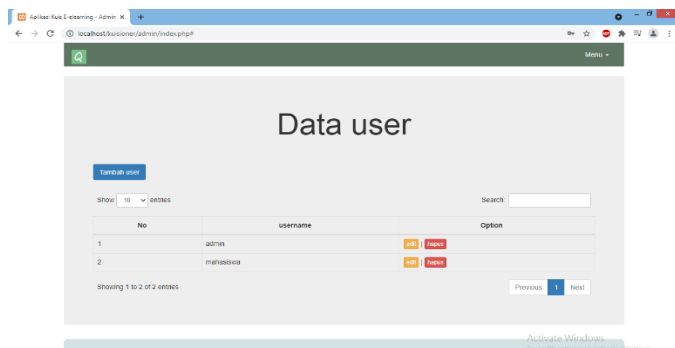 Aplikasi Kuis E-elearning - Admin
localhost/kuisioner/admin/index.php#
Q
Menu
Data user
Tambah user
Show 10 entries
Search:
No username Option
1 admin edit | hapus
2 mahasiswa edit | hapus
Showing 1 to 2 of 2 entries
Previous 1 Next
Activate Windows